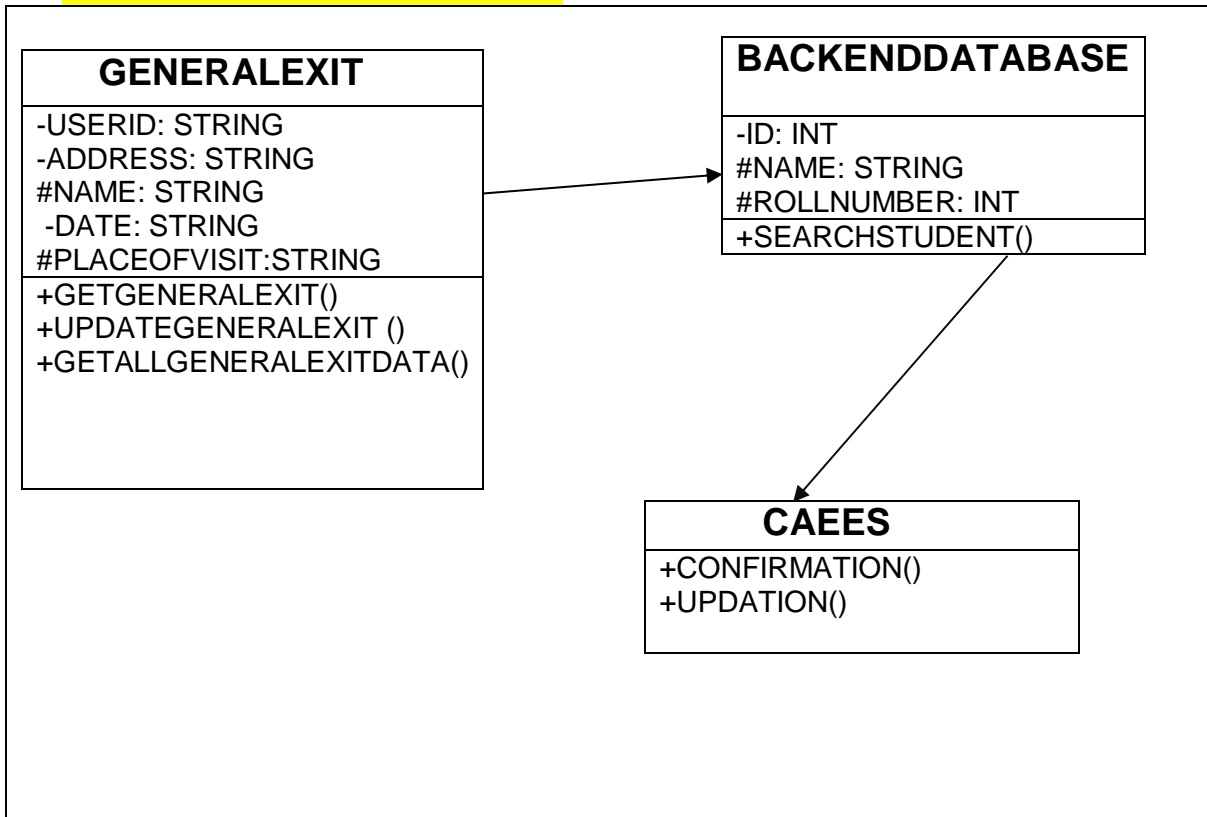 GENERALEXIT
-USERID: STRING
-ADDRESS: STRING
#NAME: STRING
-DATE: STRING
#PLACEOFVISIT:STRING
+GETGENERALEXIT()
+UPDATEGENERALEXIT ()
+GETALLGENERALEXITDATA()
BACKENDDATABASE
-ID: INT
#NAME: STRING
#ROLLNUMBER: INT
+SEARCHSTUDENT()
CAEES
+CONFIRMATION()
+UPDATION()